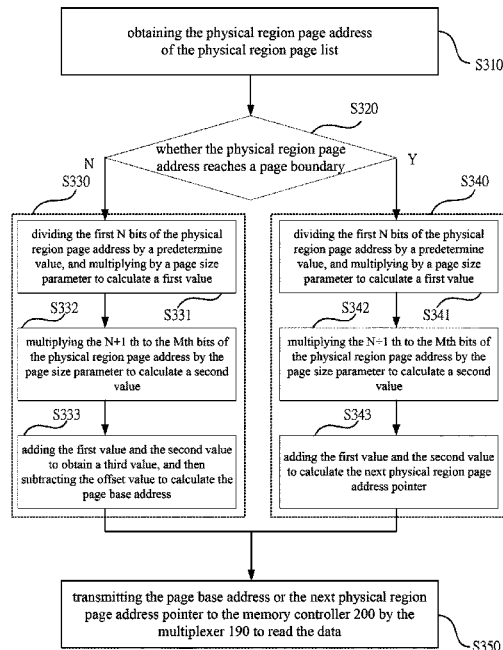 obtaining the physical region page address
of the physical region page list
S310
S320
whether the physical region page
address reaches a page boundary
N
Y
S330
dividing the first N bits of the physical
region page address by a predetermine
value, and multiplying by a page size
parameter to calculate a first value
S331
S332
multiplying the N+1 th to the Mth bits of
the physical region page address by the
page size parameter to calculate a second
value
S333
adding the first value and the second value
to obtain a third value, and then
subtracting the offset value to calculate the
page base address
S340
dividing the first N bits of the physical
region page address by a predetermine
value, and multiplying by a page size
parameter to calculate a first value
S341
S342
multiplying the N+1 th to the Mth bits of
the physical region page address by the
page size parameter to calculate a second
value
S343
adding the first value and the second value
to calculate the next physical region page
address pointer
transmitting the page base address or the next physical region
page address pointer to the memory controller 200 by the
multiplexer 190 to read the data
S350